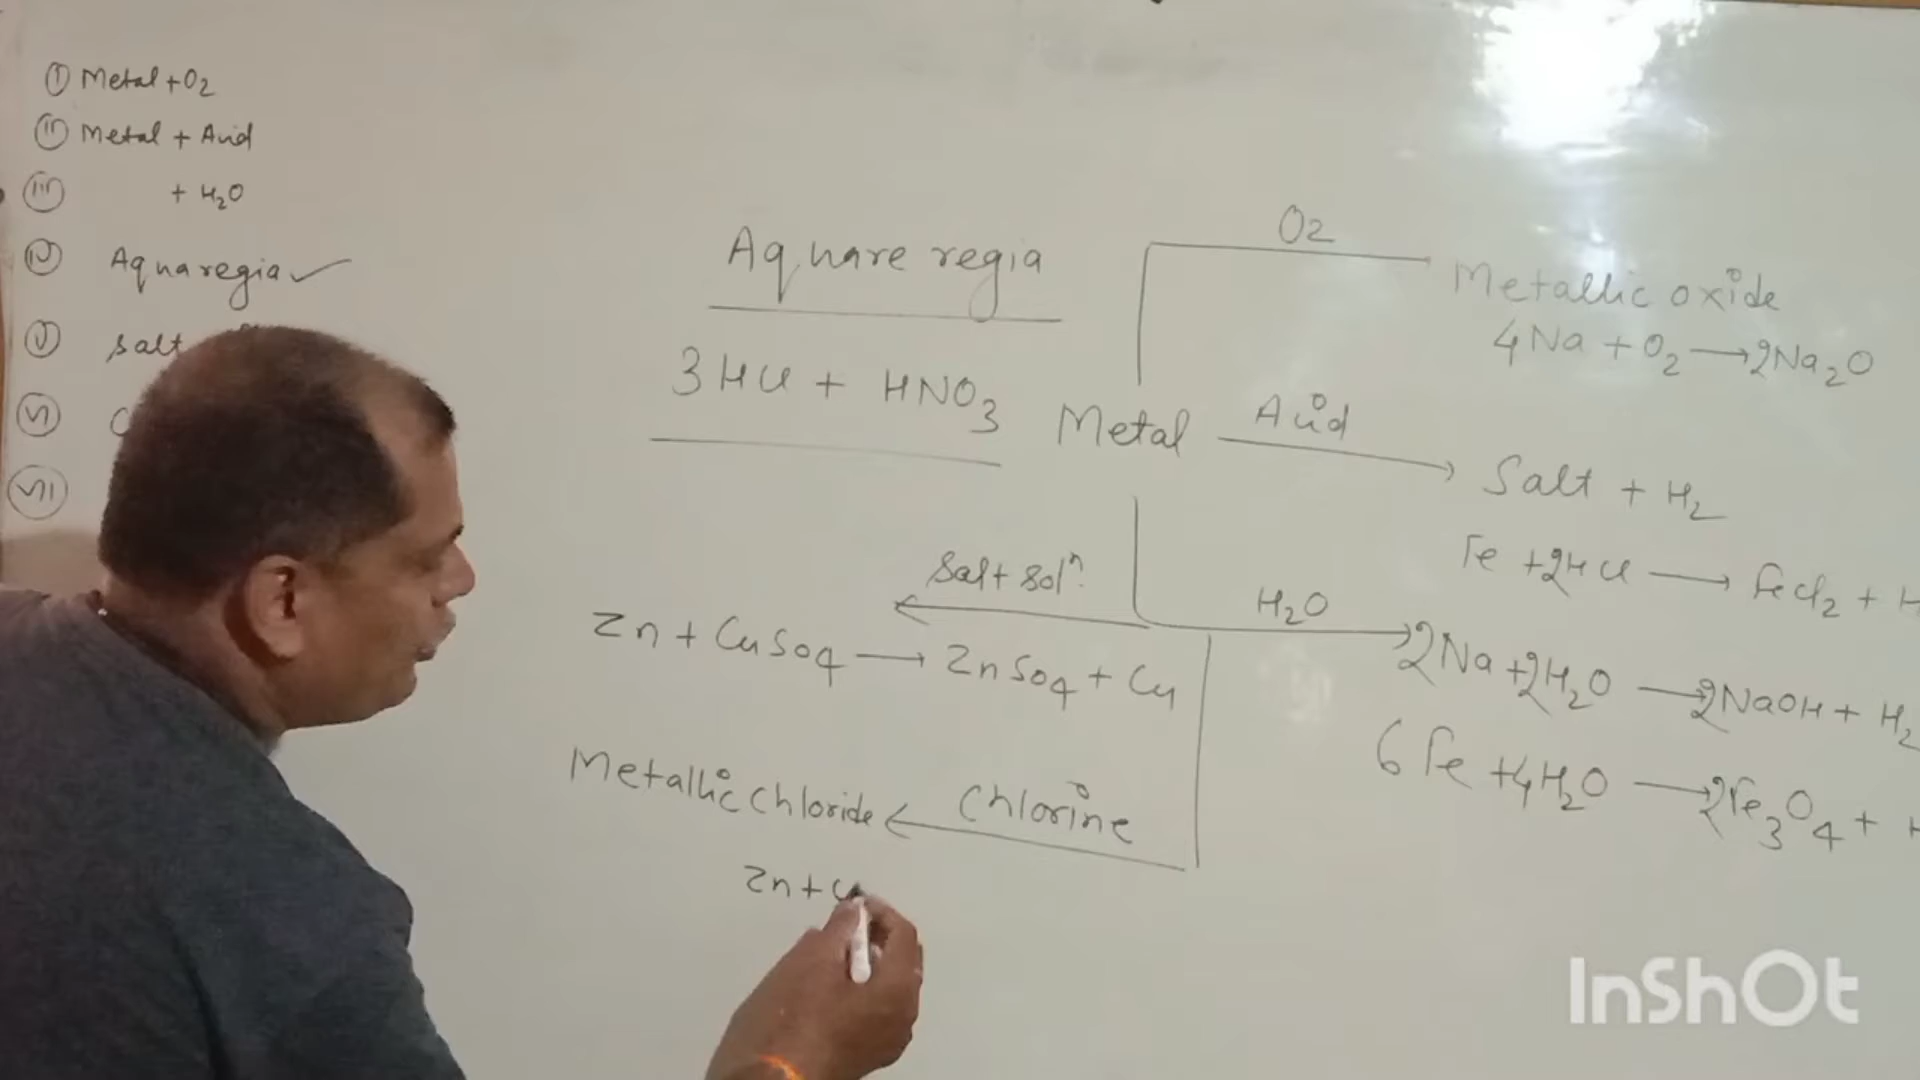 ① Metal + O2
② Metal + Acid
③ + H2O
④ Aquaregia ✓
⑤ salt
⑥
⑦
Aquare regia
3HCl + HNO3
Metal
O2
Metallic oxide
4Na + O2 → 2Na2O
Acid
Salt + H2
Fe + 2HCl → FeCl2 + H
Salt solⁿ.
Zn + CuSO4 → ZnSO4 + Cu
H2O
2Na + 2H2O → 2NaOH + H2
6Fe + 4H2O → 2Fe3O4 +
Metallic Chloride ← Chlorine
Zn +
InShOt